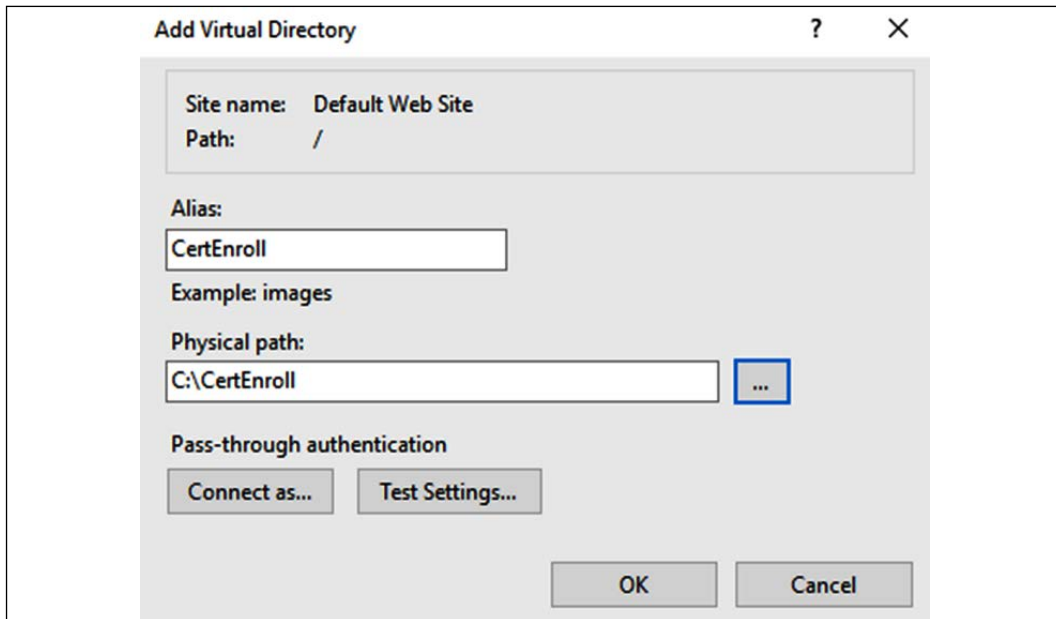 Add Virtual Directory ? ×
Site name: Default Web Site
Path: /
Alias:
CertEnroll
Example: images
Physical path:
C:\CertEnroll ...
Pass-through authentication
Connect as... Test Settings...
OK Cancel